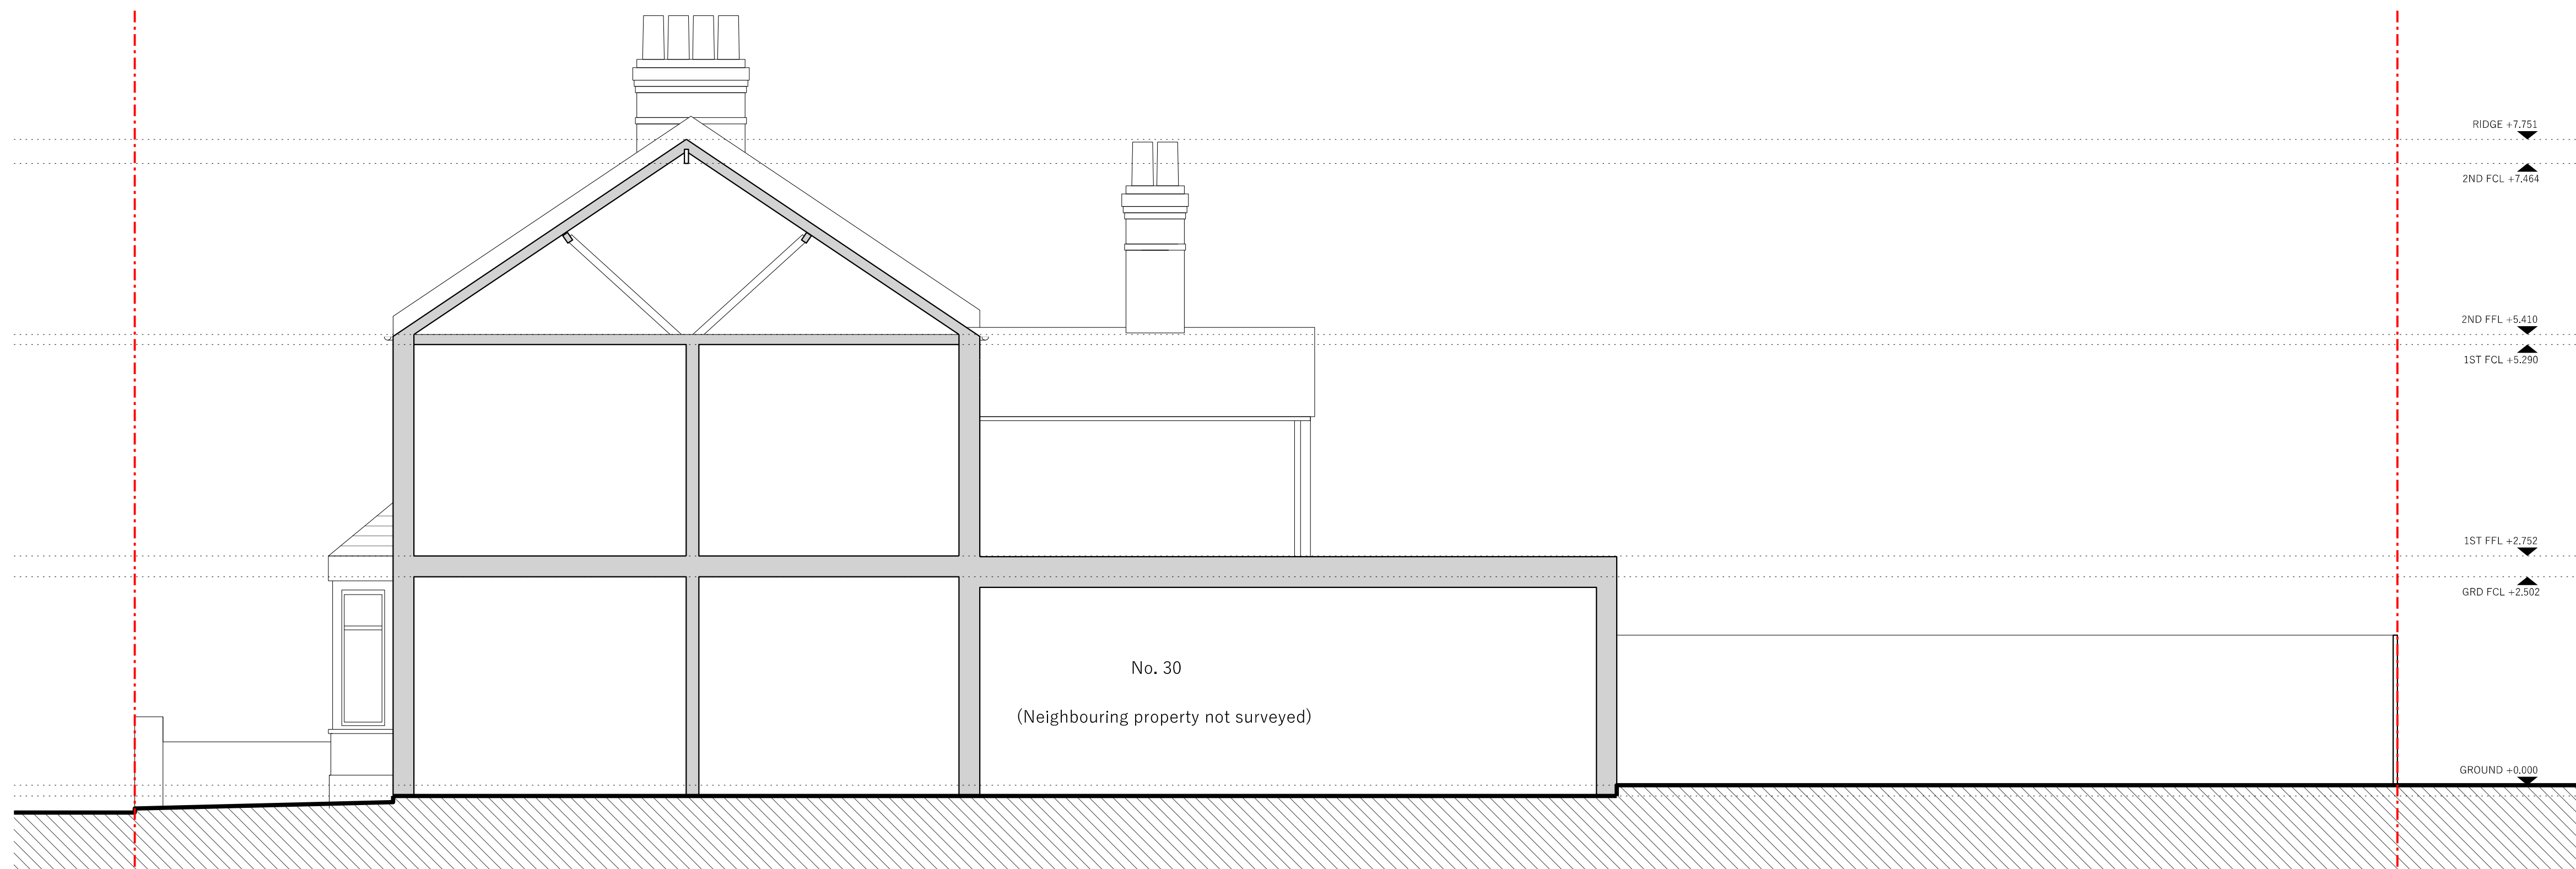 RIDGE +7.751
2ND FCL +7.464
2ND FFL +5.410
1ST FCL +5.290
1ST FFL +2.752
GRD FCL +2.502
No. 30
(Neighbouring property not surveyed)
GROUND +0.000